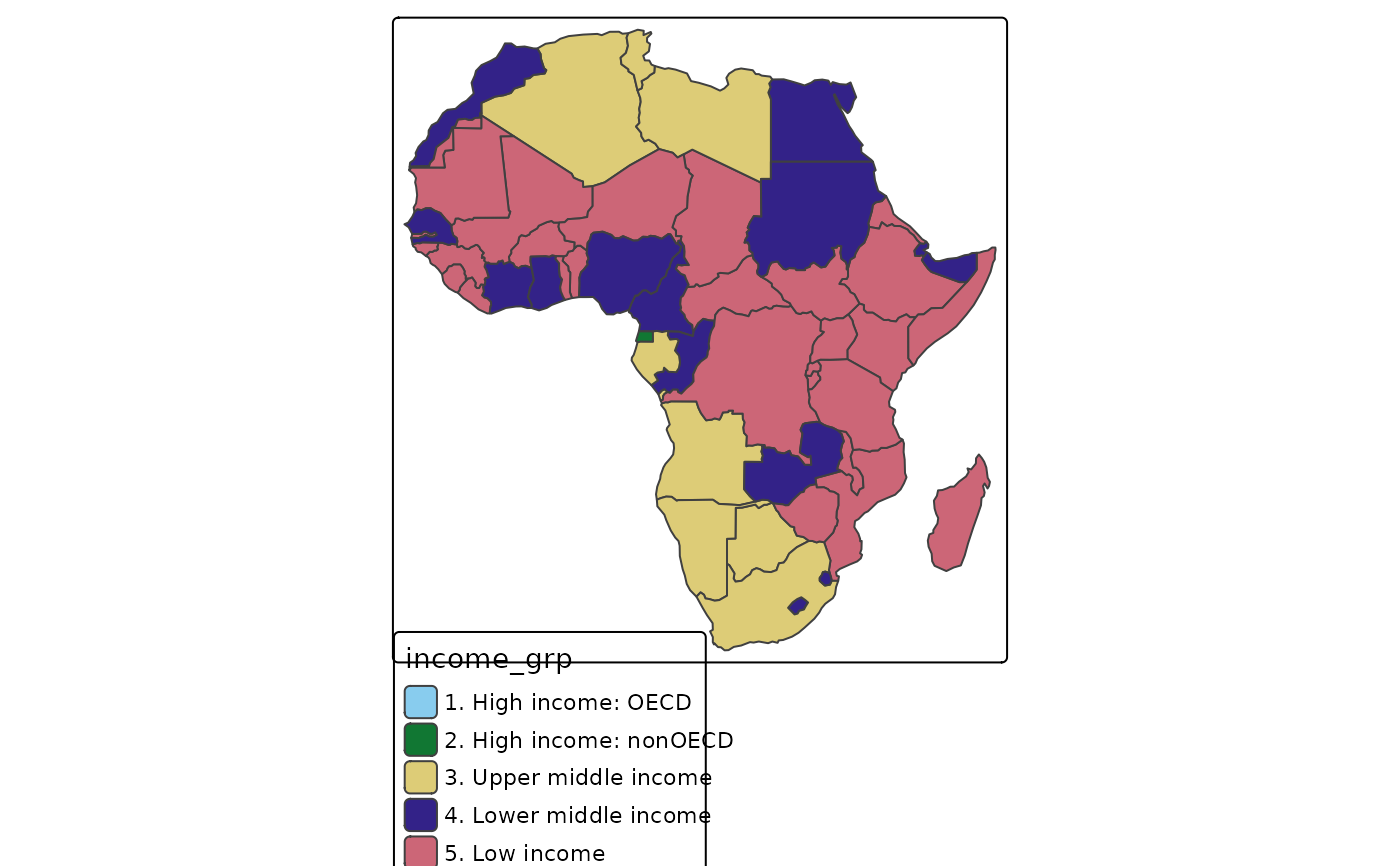 income_grp
1. High income: OECD
2. High income: nonOECD
3. Upper middle income
4. Lower middle income
5. Low income